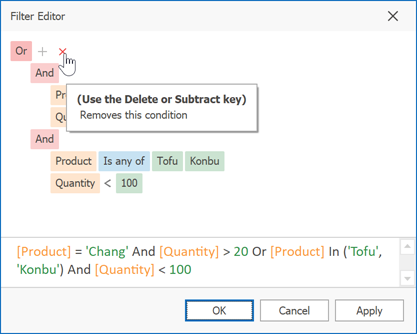 Filter Editor
Or
And
And
Product Is any of Tofu Konbu
Quantity < 100
(Use the Delete or Subtract key)
Removes this condition
[Product] = 'Chang' And [Quantity] > 20 Or [Product] In ('Tofu',
'Konbu') And [Quantity] < 100
OK Cancel Apply